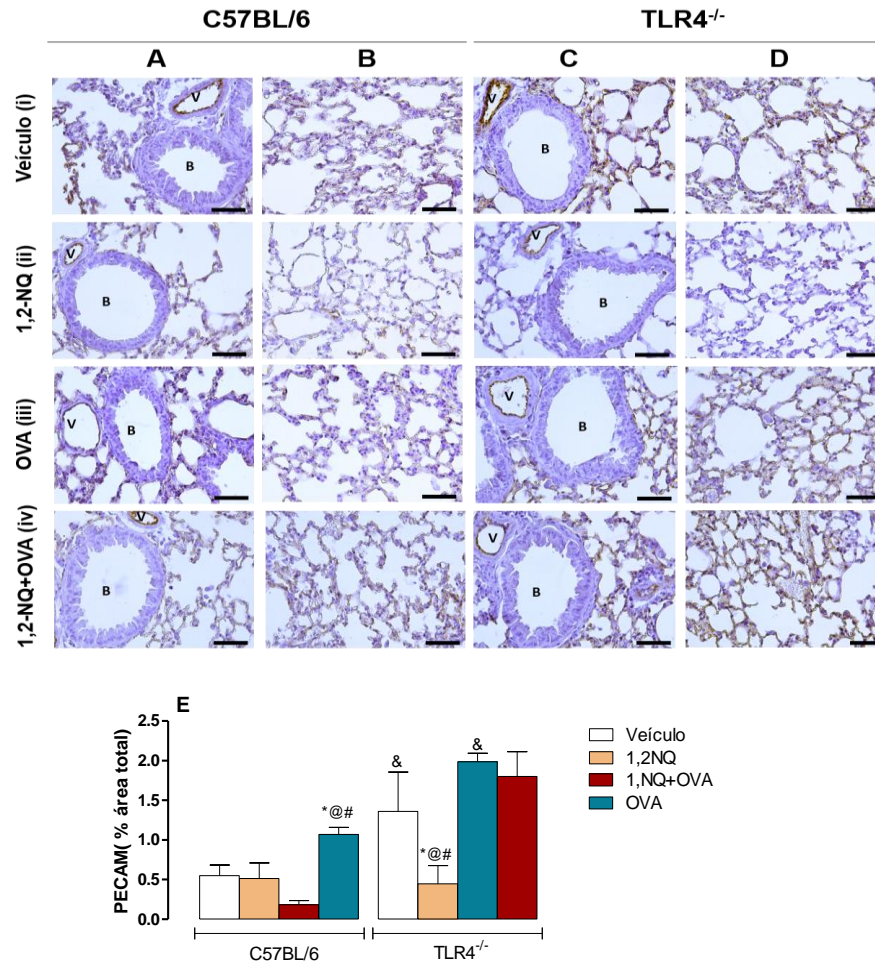 C57BL/6 TLR4-/-
A B C D
Veículo (i)
V
B
V
B
1,2-NQ (ii)
V
B
V
B
OVA (iii)
V
B
V
B
1,2-NQ+OVA (iv)
V
B
V
B
E
PECAM( % área total)
2.5
2.0
1.5
1.0
0.5
0.0
*@#
&
*@#
&
C57BL/6
TLR4-/-
Veículo
1,2NQ
1,NQ+OVA
OVA